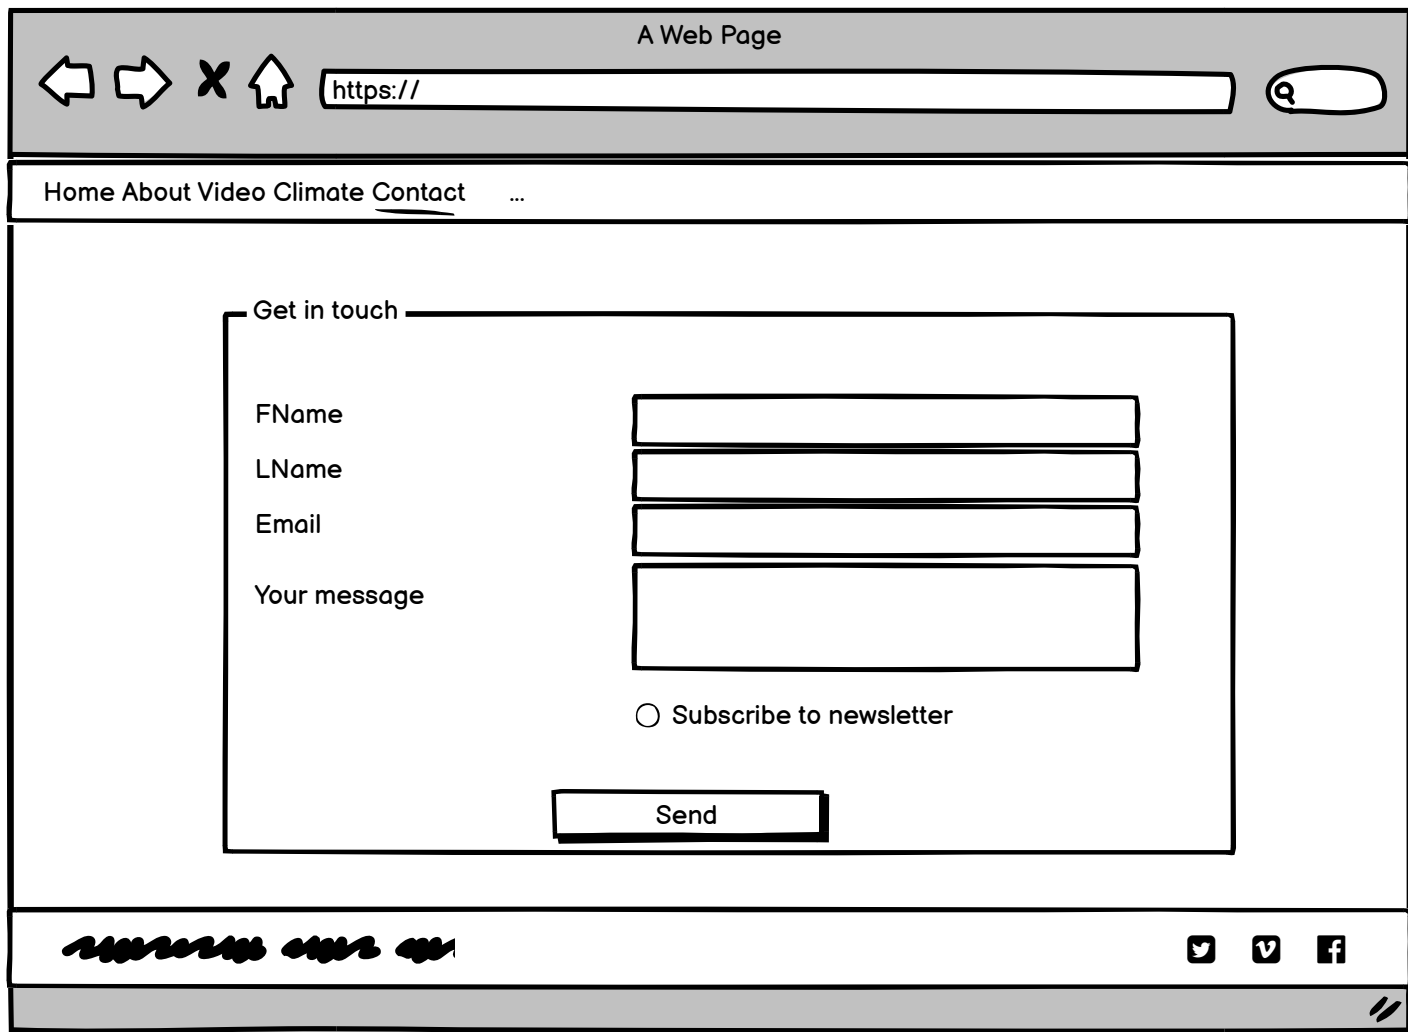 A Web Page
https://
Home About Video Climate Contact ...
Get in touch
FName
LName
Email
Your message
Subscribe to newsletter
Send